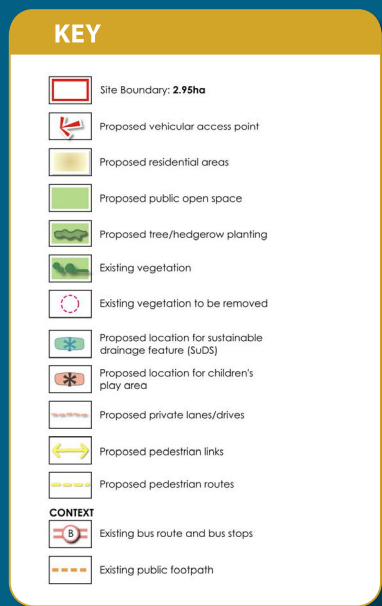 KEY
Site Boundary: 2.95ha
Proposed vehicular access point
Proposed residential areas
Proposed public open space
Proposed tree/hedgerow planting
Existing vegetation
Existing vegetation to be removed
Proposed location for sustainable
drainage feature (SuDS)
Proposed location for children's
play area
Proposed private lanes/drives
Proposed pedestrian links
Proposed pedestrian routes
CONTEXT
B Existing bus route and bus stops
Existing public footpath